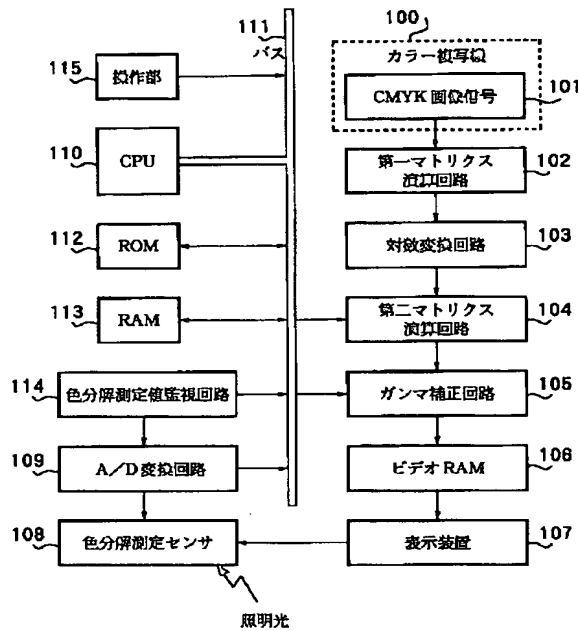 100
111
バス
カラー複写機
115
操作部
CMYK 画像信号
101
110
CPU
第一マトリクス
演算回路
102
112
ROM
対数変換回路
103
113
RAM
第二マトリクス
演算回路
104
114
色分解測定値監視回路
ガンマ補正回路
105
109
A/D 変換回路
ビデオ RAM
106
108
色分解測定センサ
表示装置
107
照明光